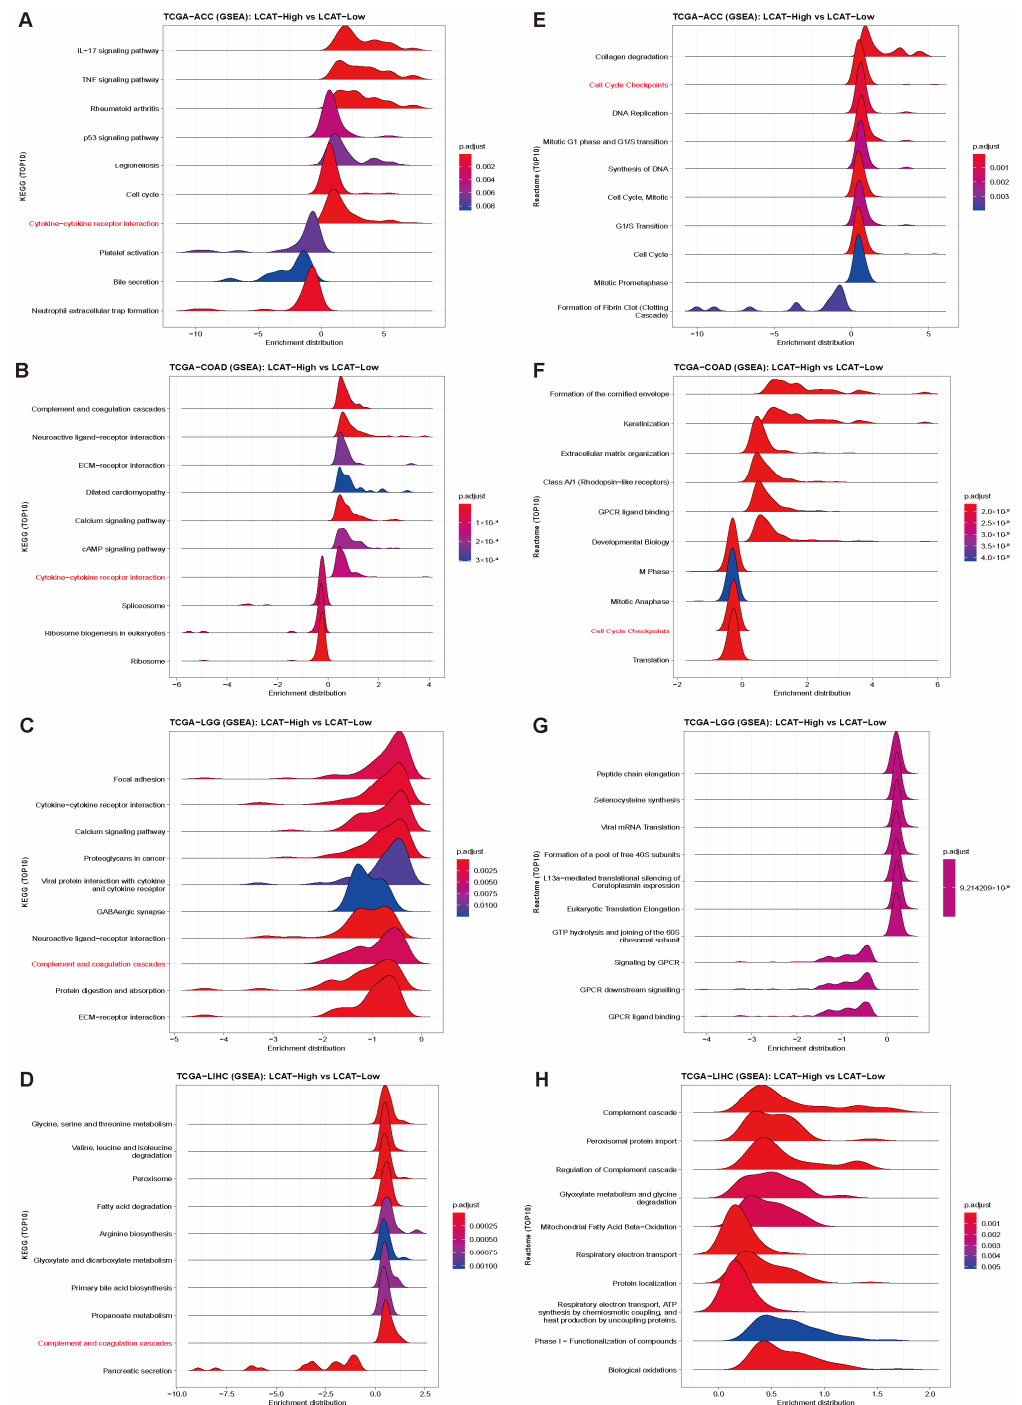 A
TCGA-ACC (GSEA): LCAT-High vs LCAT-Low
KEGG (TOP10)
IL-17 signaling pathway
TNF signaling pathway
Rheumatoid arthritis
p53 signaling pathway
Legionellosis
Cell cycle
Cytokine-cytokine receptor interaction
Platelet activation
Bile secretion
Neutrophil extracellular trap formation
-10 -5 0 5
Enrichment distribution
p.adjust
0.002
0.004
0.006
0.008
E
TCGA-ACC (GSEA): LCAT-High vs LCAT-Low
Reactome (TOP10)
Collagen degradation
Cell Cycle Checkpoints
DNA Replication
Mitotic G1 phase and G1/S transition
Synthesis of DNA
Cell Cycle, Mitotic
G1/S Transition
Cell Cycle
Mitotic Prometaphase
Formation of Fibrin Clot (Clotting
Cascade)
-10 -5 0 5
Enrichment distribution
p.adjust
0.001
0.002
0.003
B
TCGA-COAD (GSEA): LCAT-High vs LCAT-Low
KEGG (TOP10)
Complement and coagulation cascades
Neuroactive ligand-receptor interaction
ECM-receptor interaction
Dilated cardiomyopathy
Calcium signaling pathway
cAMP signaling pathway
Cytokine-cytokine receptor interaction
Spliceosome
Ribosome biogenesis in eukaryotes
Ribosome
-6 -4 -2 0 2 4
Enrichment distribution
p.adjust
1×10⁻⁴
2×10⁻⁴
3×10⁻⁴
F
TCGA-COAD (GSEA): LCAT-High vs LCAT-Low
Reactome (TOP10)
Formation of the cornified envelope
Keratinization
Extracellular matrix organization
Class A/1 (Rhodopsin-like receptors)
GPCR ligand binding
Developmental Biology
M Phase
Mitotic Anaphase
Cell Cycle Checkpoints
Translation
-2 0 2 4 6
Enrichment distribution
p.adjust
C
TCGA-LGG (GSEA): LCAT-High vs LCAT-Low
KEGG (TOP10)
Focal adhesion
Cytokine-cytokine receptor interaction
Calcium signaling pathway
Proteoglycans in cancer
Viral protein interaction with cytokine
and cytokine receptor
GABAergic synapse
Neuroactive ligand-receptor interaction
Complement and coagulation cascades
Protein digestion and absorption
ECM-receptor interaction
-5 -4 -3 -2 -1 0
Enrichment distribution
p.adjust
0.0025
0.0050
0.0075
0.0100
G
TCGA-LGG (GSEA): LCAT-High vs LCAT-Low
Reactome (TOP10)
Peptide chain elongation
Selenocysteine synthesis
Viral mRNA Translation
Formation of a pool of free 40S subunits
L13a-mediated translational silencing of
Ceruloplasmin expression
Eukaryotic Translation Elongation
GTP hydrolysis and joining of the 60S
ribosomal subunit
Signaling by GPCR
GPCR downstream signalling
GPCR ligand binding
-4 -3 -2 -1 0
Enrichment distribution
p.adjust
D
TCGA-LIHC (GSEA): LCAT-High vs LCAT-Low
KEGG (TOP10)
Glycine, serine and threonine metabolism
Valine, leucine and isoleucine
degradation
Peroxisome
Fatty acid degradation
Arginine biosynthesis
Glyoxylate and dicarboxylate metabolism
Primary bile acid biosynthesis
Propanoate metabolism
Complement and coagulation cascades
Pancreatic secretion
-10.0 -7.5 -5.0 -2.5 0.0 2.5
Enrichment distribution
p.adjust
0.00025
0.00050
0.00075
0.00100
H
TCGA-LIHC (GSEA): LCAT-High vs LCAT-Low
Reactome (TOP10)
Complement cascade
Peroxisomal protein import
Regulation of Complement cascade
Glyoxylate metabolism and glycine
degradation
Mitochondrial Fatty Acid Beta-Oxidation
Respiratory electron transport
Protein localization
Respiratory electron transport, ATP
synthesis by chemiosmotic coupling, and
heat production by uncoupling proteins.
Phase I - Functionalization of compounds
Biological oxidations
0.0 0.5 1.0 1.5 2.0
Enrichment distribution
p.adjust
0.001
0.002
0.003
0.004
0.005